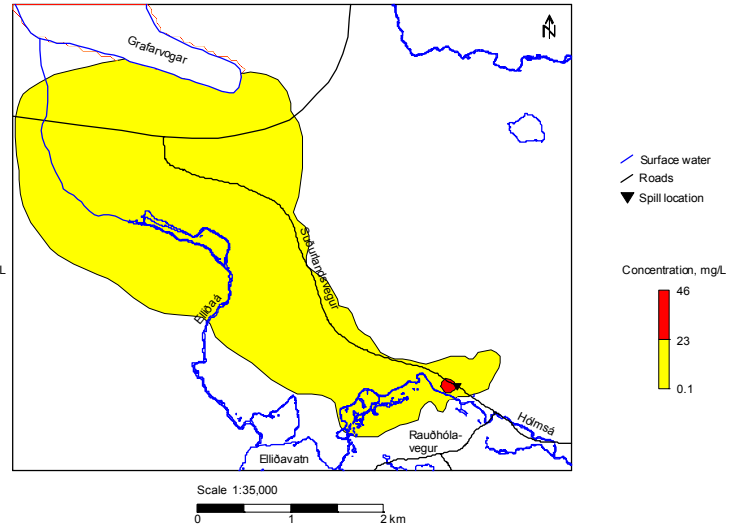 N
Grafarvogar
Surface water
Roads
Spill location
Suðurlandsvegur
L
Concentration, mg/L
46
23
0.1
Elliðaá
Hólmsá
Rauðhóla-
vegur
Elliðavatn
Scale 1:35,000
0 1 2 km